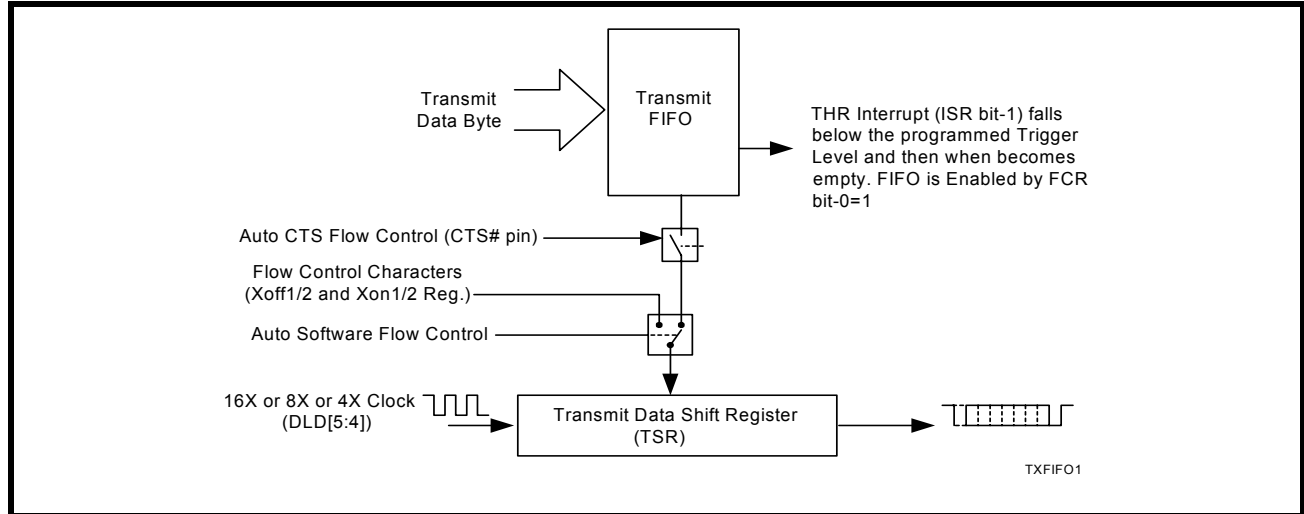 Transmit
Data Byte
Transmit
FIFO
THR Interrupt (ISR bit-1) falls
below the programmed Trigger
Level and then when becomes
empty. FIFO is Enabled by FCR
bit-0=1
Auto CTS Flow Control (CTS# pin)
Flow Control Characters
(Xoff1/2 and Xon1/2 Reg.)
Auto Software Flow Control
16X or 8X or 4X Clock
(DLD[5:4])
Transmit Data Shift Register
(TSR)
TXFIFO1